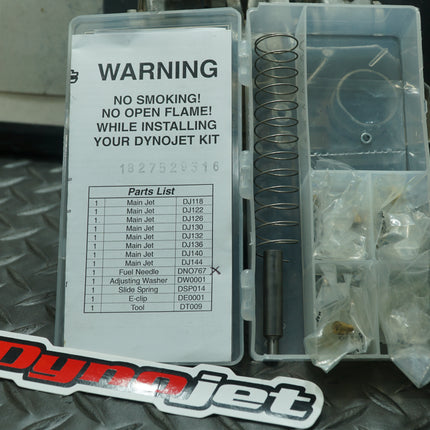 WARNING
NO SMOKING!
NO OPEN FLAME!
WHILE INSTALLING
YOUR DYNOJET KIT
1827529316
Parts List
1 Main Jet DJ118
1 Main Jet DJ122
1 Main Jet DJ126
1 Main Jet DJ130
1 Main Jet DJ132
1 Main Jet DJ136
1 Main Jet DJ140
1 Main Jet DJ144
1 Fuel Needle DNO767 X
1 Adjusting Washer DW0001
1 Slide Spring DSP014
1 E-clip DE0001
1 Tool DT009
Dynojet